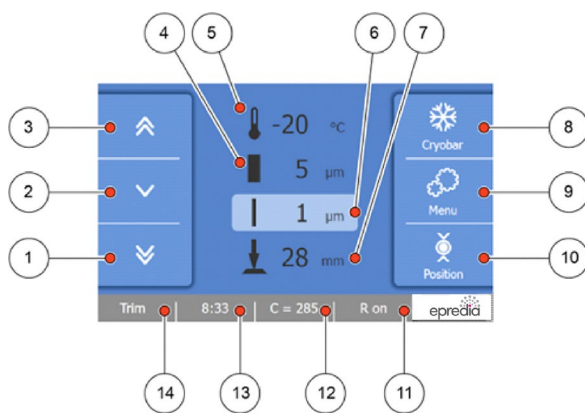 4
5
6
7
3
2
1
-20 °C
5 µm
1 µm
28 mm
Cryobar
Menu
Position
8
9
10
Trim
8:33
C = 285
R on
epredia
14
13
12
11